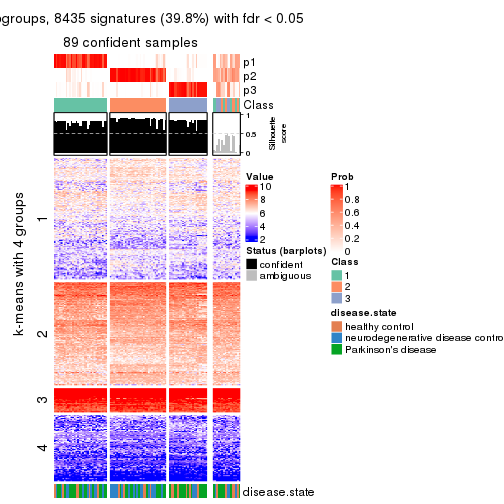 ogroups, 8435 signatures (39.8%) with fdr < 0.05
89 confident samples
p1
p2
p3
Class
1
0.5
0
Silhouette
score
k-means with 4 groups
1
2
3
4
disease.state
Value
10
8
6
4
2
Status (barplots)
confident
ambiguous
Prob
1
0.8
0.6
0.4
0.2
0
Class
1
2
3
disease.state
healthy control
neurodegenerative disease contro
Parkinson's disease